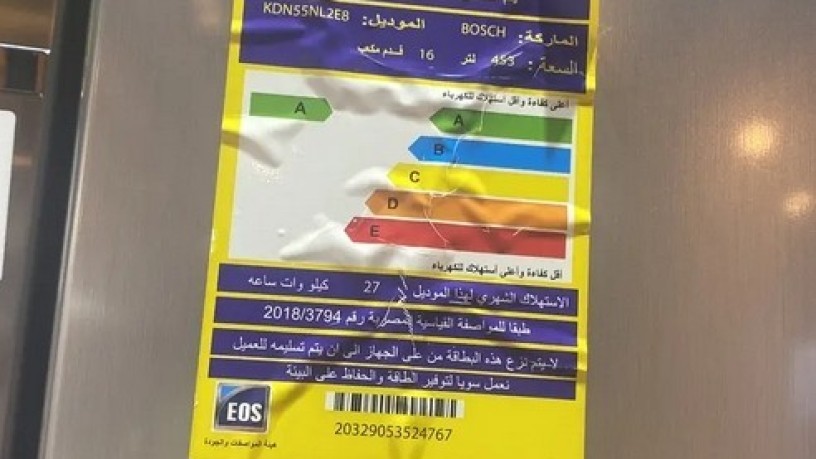 الماركة: BOSCH الموديل: KDN55NL2E8
السعة: 453 لتر 16 قدم مكعب
أعلى كفاءة وأقل أستهلاك للكهرباء
A
A
B
C
D
E
أقل كفاءة وأعلى أستهلاك للكهرباء
الاستهلاك الشهري لهذا الموديل 27 كيلو وات ساعه
طبقا للمواصفة القياسية المصرية رقم 2018/3794
لا يتم نزع هذه البطاقة من على الجهاز الى ان يتم تسليمه للعميل
نعمل سويا لتوفير الطاقة والحفاظ على البيئة
EOS
هيئة المواصفات والجودة
20329053524767